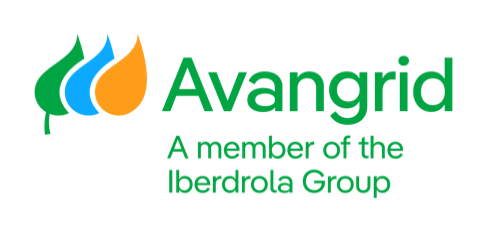 Avangrid
A member of the
Iberdrola Group